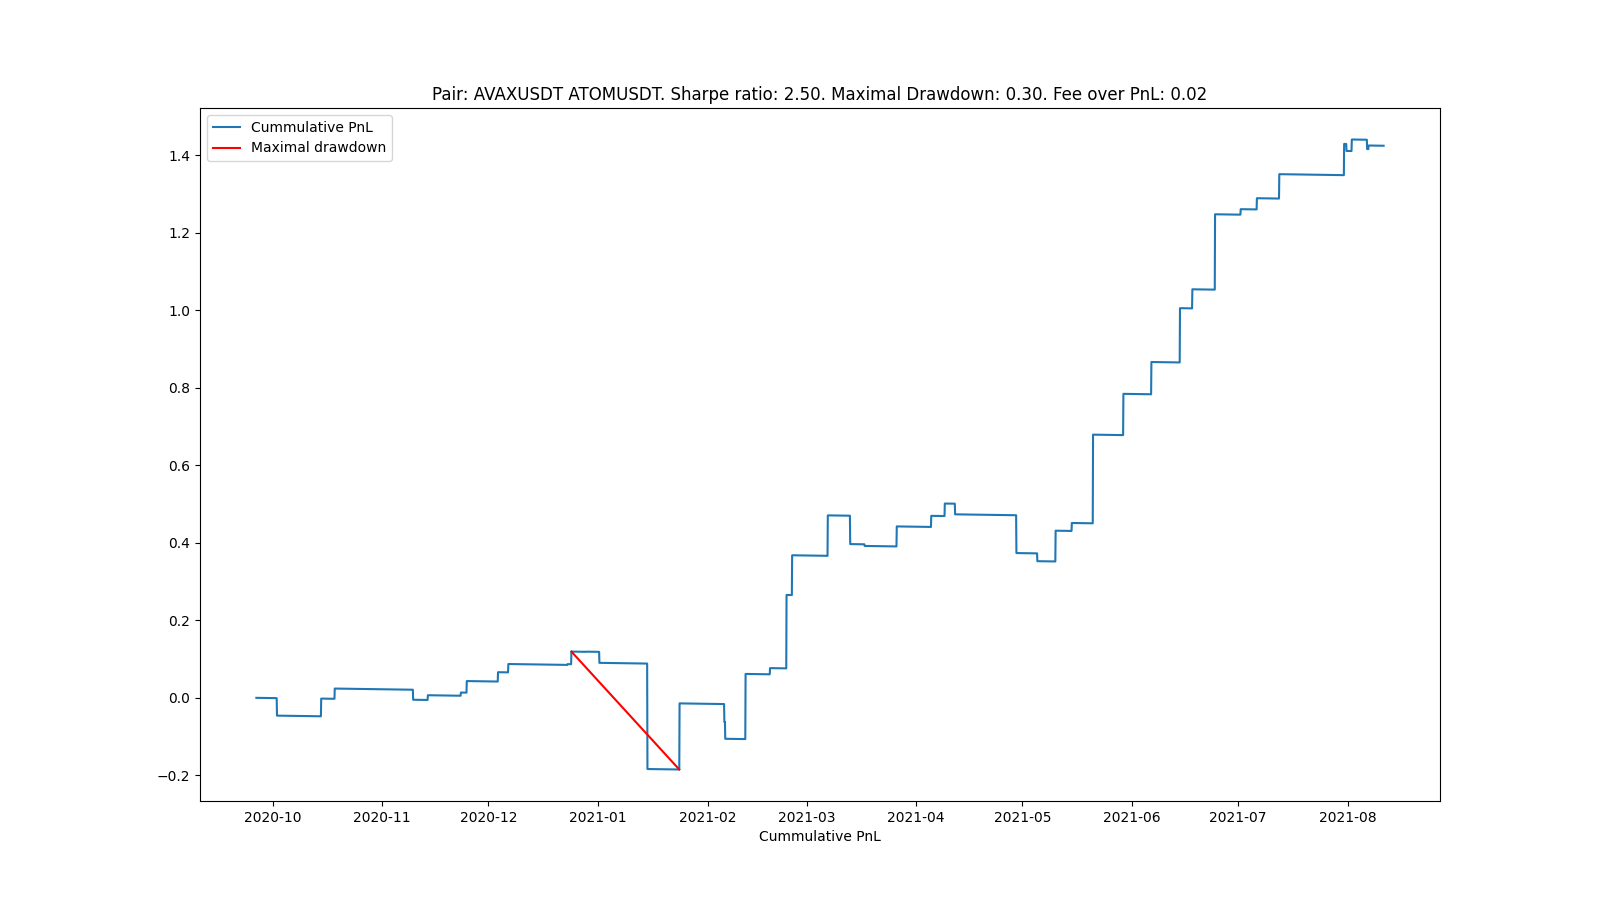 Pair: AVAXUSDT ATOMUSDT. Sharpe ratio: 2.50. Maximal Drawdown: 0.30. Fee over PnL: 0.02
Cummulative PnL
Maximal drawdown
1.4
1.2
1.0
0.8
0.6
0.4
0.2
0.0
−0.2
2020-10 2020-11 2020-12 2021-01 2021-02 2021-03 2021-04 2021-05 2021-06 2021-07 2021-08
Cummulative PnL